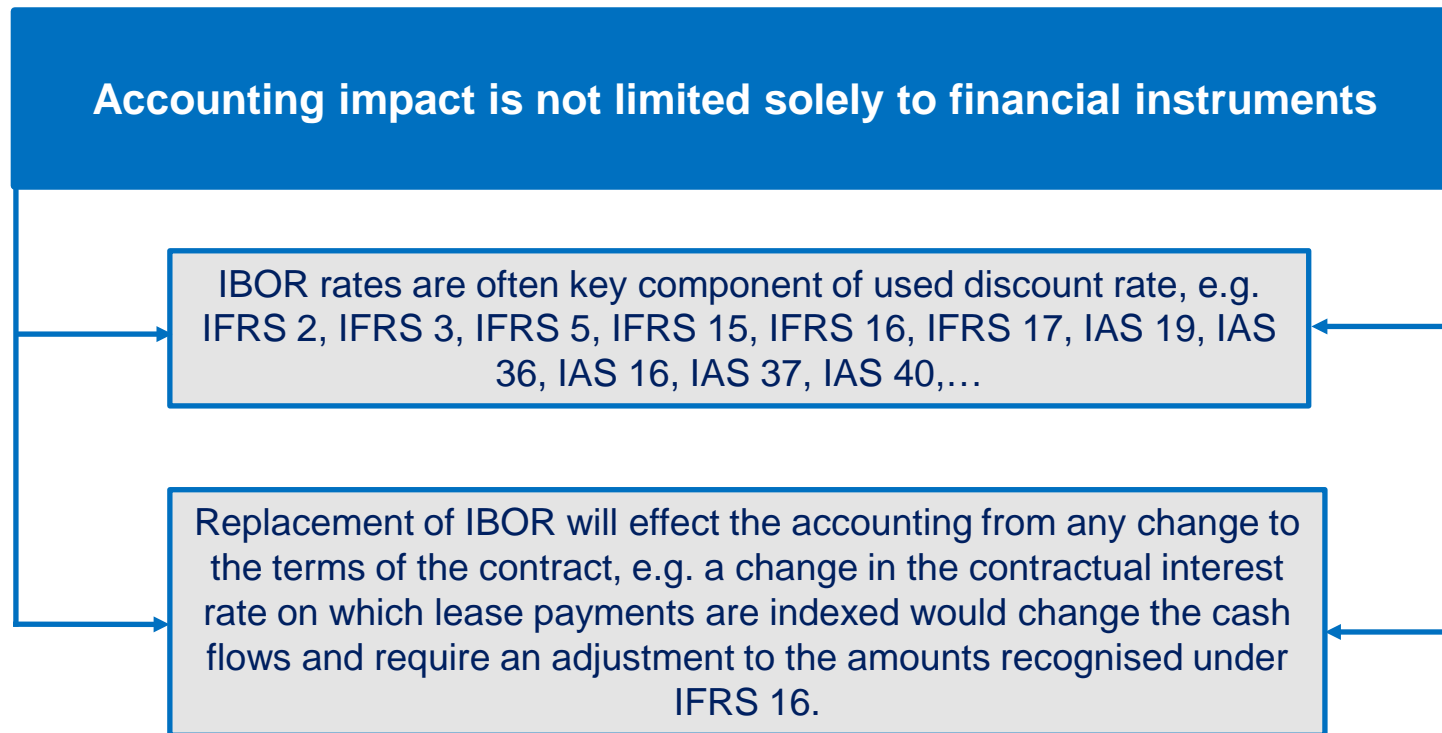 Accounting impact is not limited solely to financial instruments
IBOR rates are often key component of used discount rate, e.g.
IFRS 2, IFRS 3, IFRS 5, IFRS 15, IFRS 16, IFRS 17, IAS 19, IAS
36, IAS 16, IAS 37, IAS 40,…
Replacement of IBOR will effect the accounting from any change to
the terms of the contract, e.g. a change in the contractual interest
rate on which lease payments are indexed would change the cash
flows and require an adjustment to the amounts recognised under
IFRS 16.